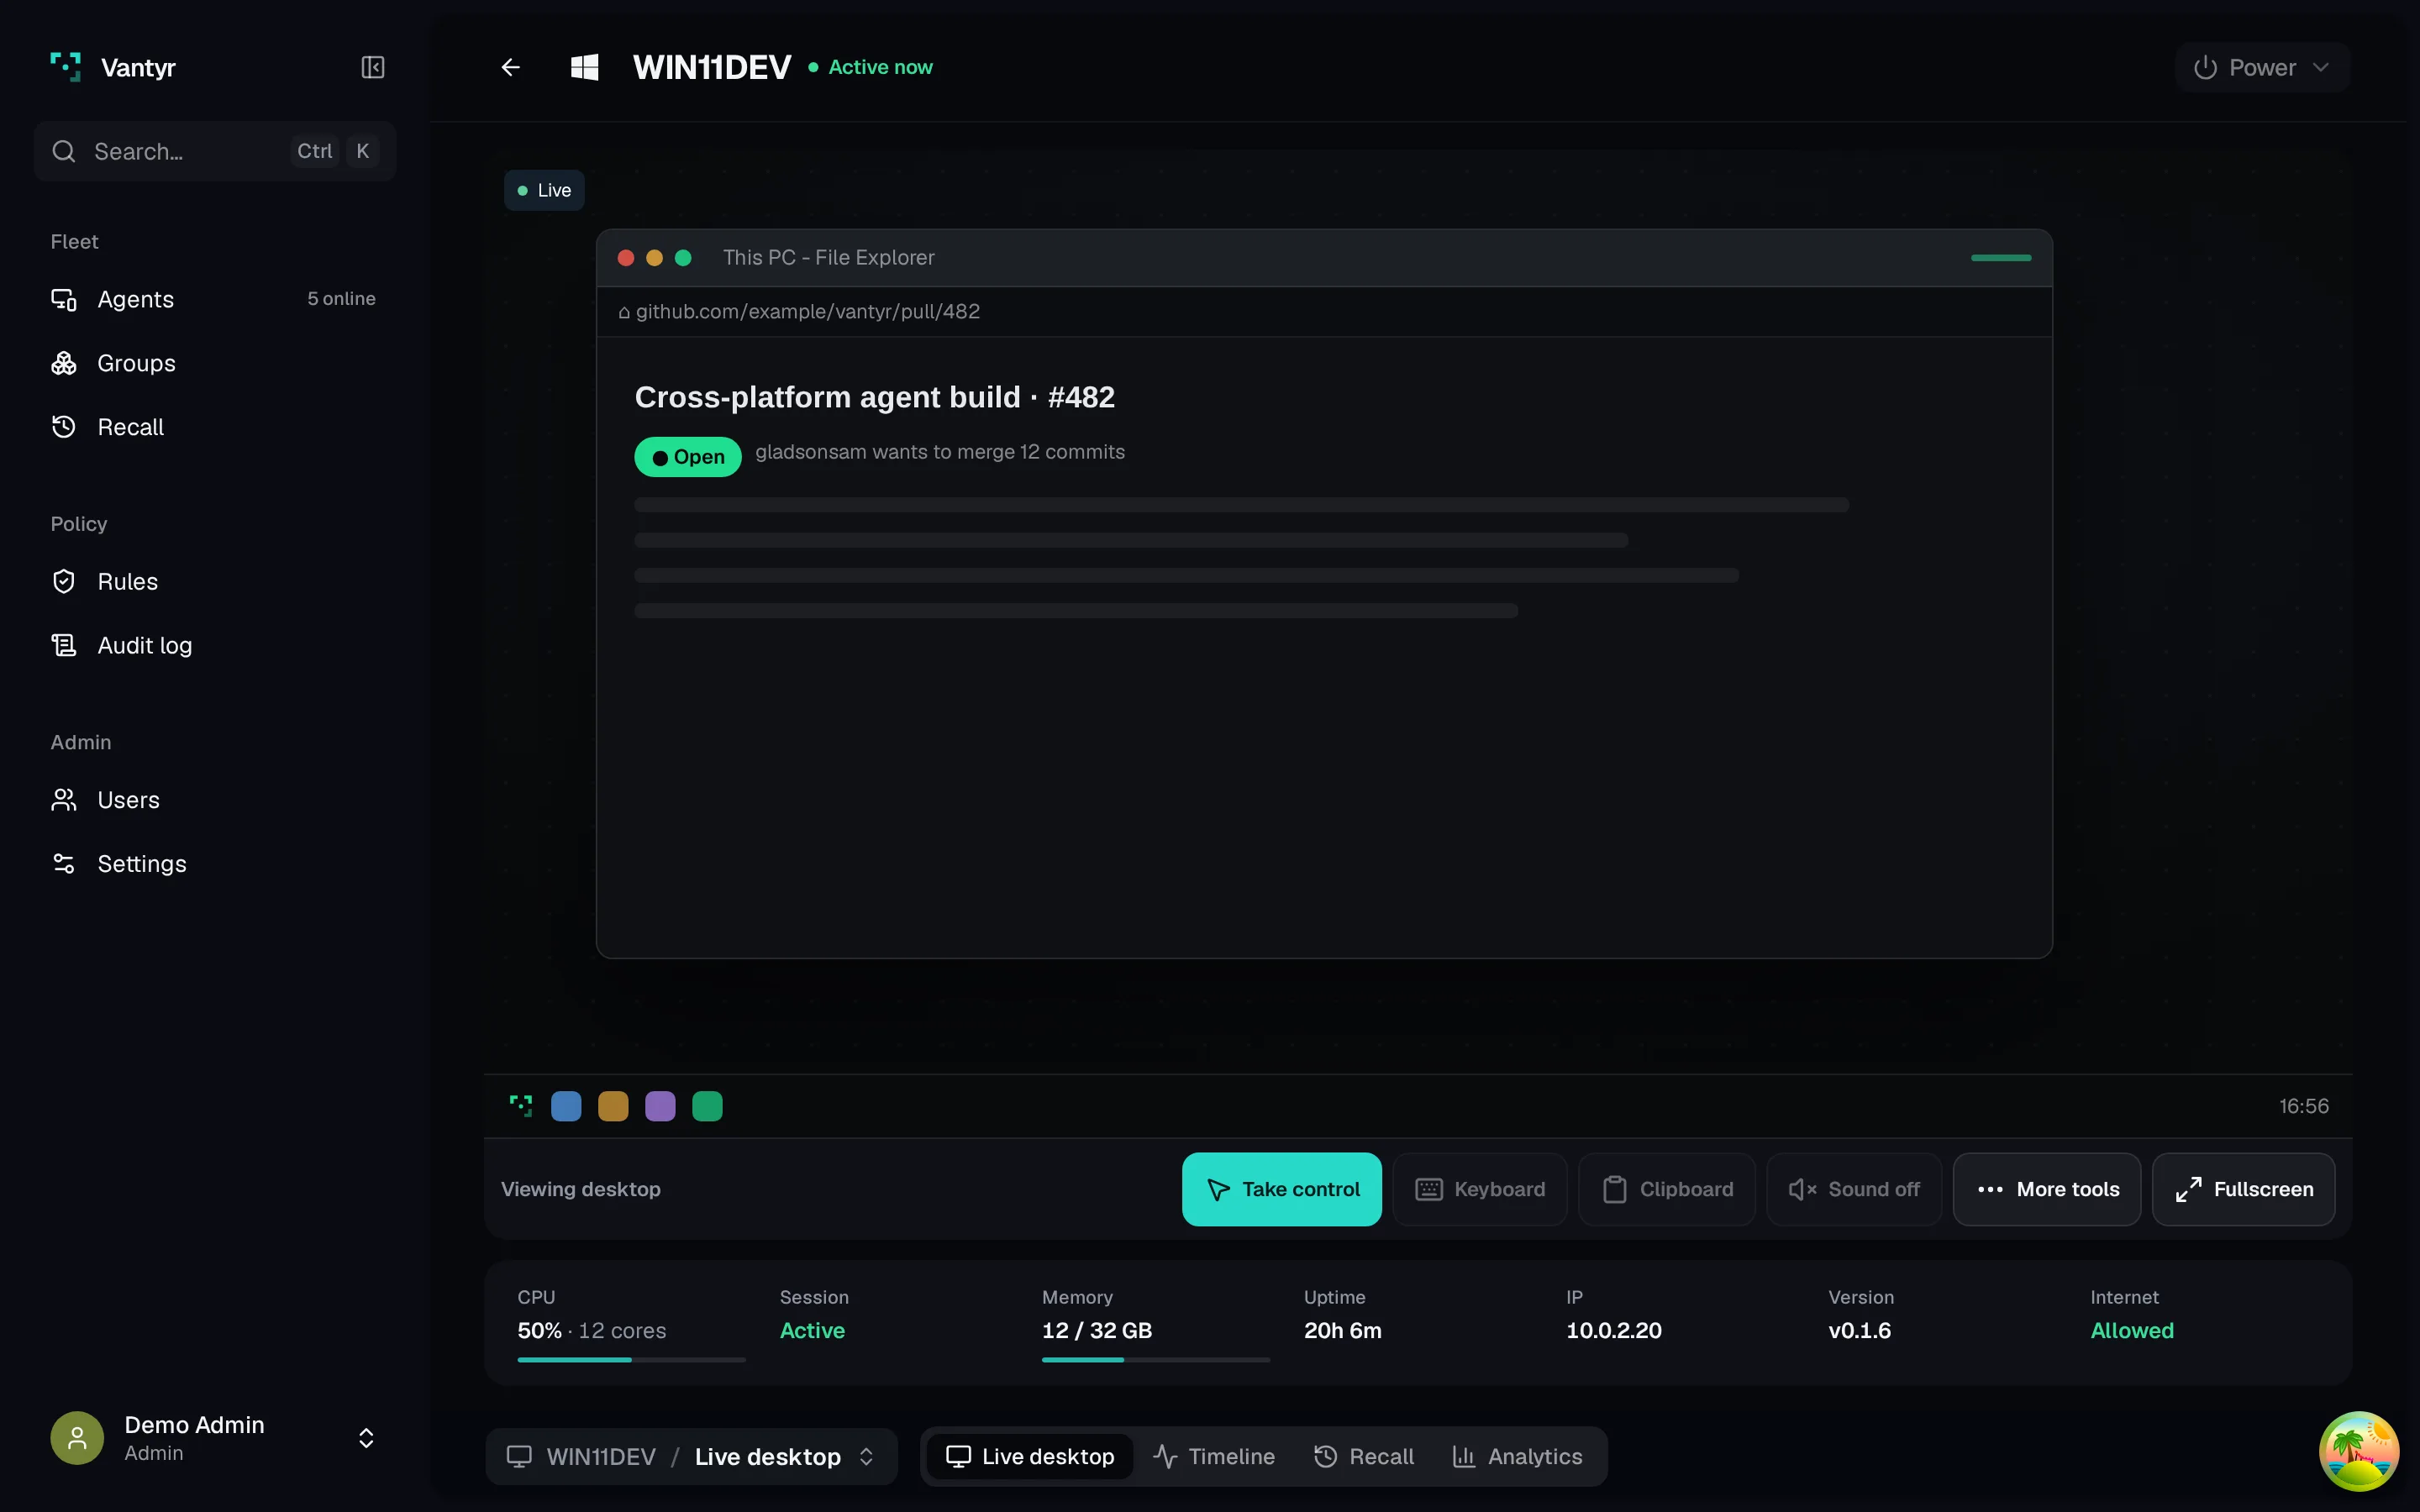 Vantyr
Search...
Ctrl K
Fleet
Agents 5 online
Groups
Recall
Policy
Rules
Audit log
Admin
Users
Settings
Demo Admin
Admin
WIN11DEV Active now
Power
Live
This PC - File Explorer
github.com/example/vantyr/pull/482
Cross-platform agent build · #482
Open gladsonsam wants to merge 12 commits
16:56
Viewing desktop
Take control Keyboard Clipboard Sound off More tools Fullscreen
CPU Session Memory Uptime IP Version Internet
50% · 12 cores Active 12 / 32 GB 20h 6m 10.0.2.20 v0.1.6 Allowed
WIN11DEV / Live desktop
Live desktop Timeline Recall Analytics